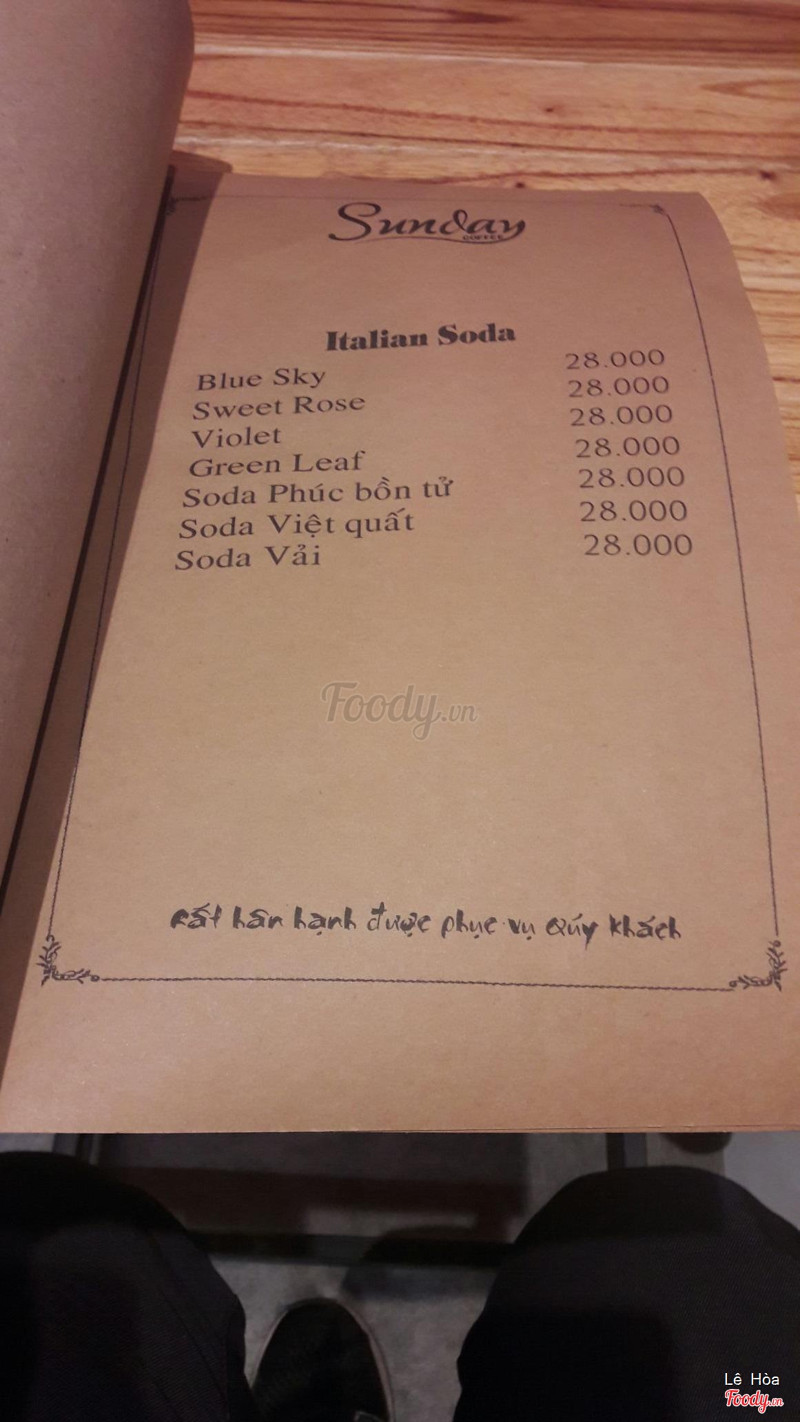 Sunday
COFFEE
Italian Soda
Blue Sky 28.000
Sweet Rose 28.000
Violet 28.000
Green Leaf 28.000
Soda Phúc bồn tử 28.000
Soda Việt quất 28.000
Soda Vải 28.000
Foody.vn
Rất hân hạnh được phục vụ Qúy khách
Lê Hòa
Foody.vn